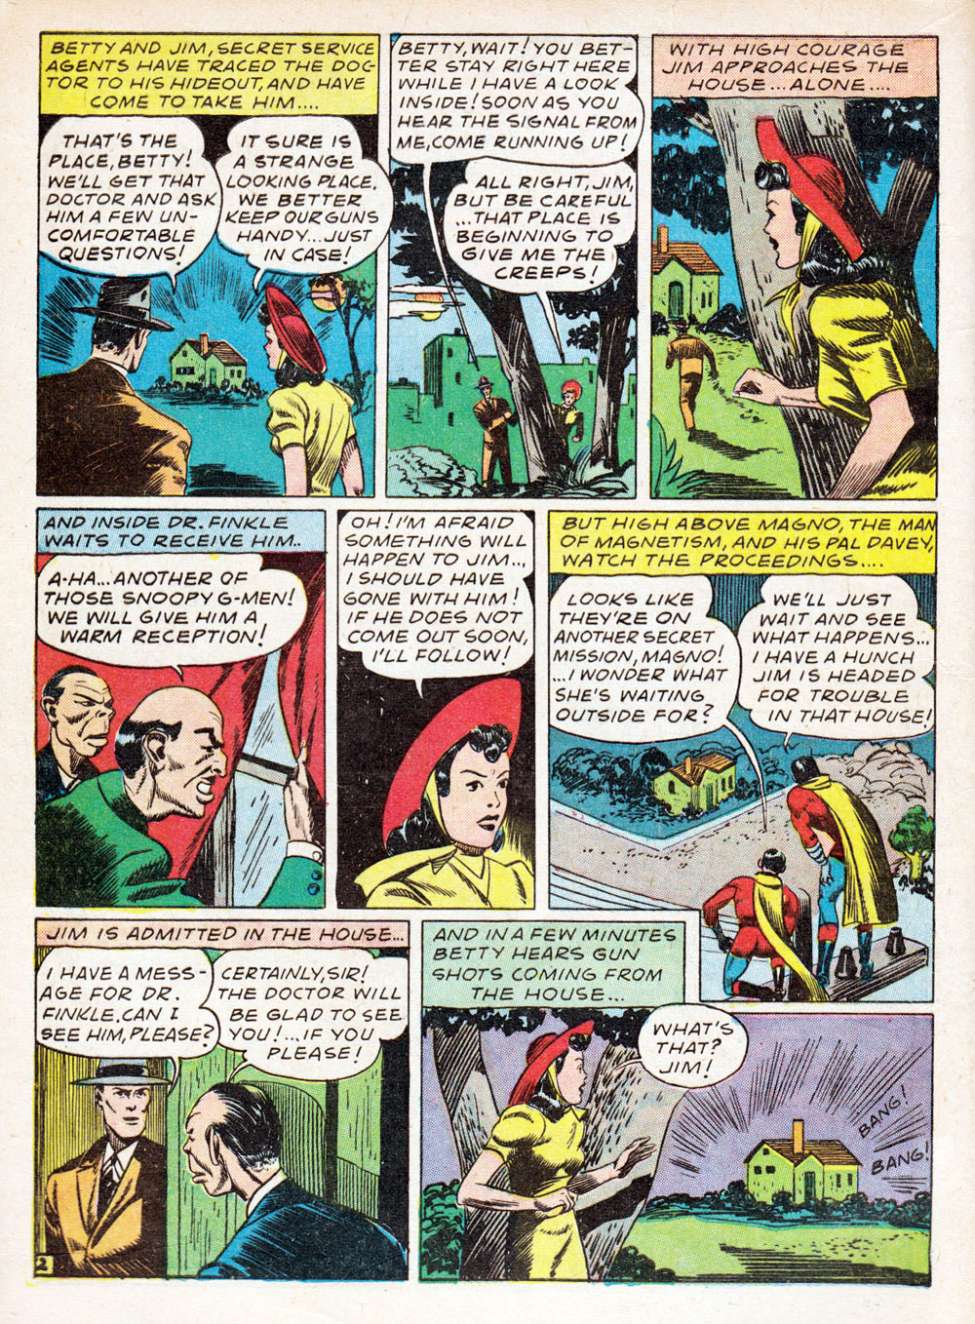 BETTY AND JIM, SECRET SERVICE
AGENTS HAVE TRACED THE DOC-
TOR TO HIS HIDEOUT, AND HAVE
COME TO TAKE HIM....
THAT'S THE
PLACE, BETTY!
WE'LL GET THAT
DOCTOR AND ASK
HIM A FEW UN-
COMFORTABLE
QUESTIONS!
IT SURE IS
A STRANGE
LOOKING PLACE.
WE BETTER
KEEP OUR GUNS
HANDY...JUST
IN CASE!
BETTY, WAIT! YOU BET-
TER STAY RIGHT HERE
WHILE I HAVE A LOOK
INSIDE! SOON AS YOU
HEAR THE SIGNAL FROM
ME, COME RUNNING UP!
ALL RIGHT, JIM,
BUT BE CAREFUL
...THAT PLACE IS
BEGINNING TO
GIVE ME THE
CREEPS!
WITH HIGH COURAGE
JIM APPROACHES THE
HOUSE...ALONE....
AND INSIDE DR. FINKLE
WAITS TO RECEIVE HIM..
A-HA...ANOTHER OF
THOSE SNOOPY G-MEN!
WE WILL GIVE HIM A
WARM RECEPTION!
OH! I'M AFRAID
SOMETHING WILL
HAPPEN TO JIM...
I SHOULD HAVE
GONE WITH HIM!
IF HE DOES NOT
COME OUT SOON,
I'LL FOLLOW!
BUT HIGH ABOVE MAGNO, THE MAN
OF MAGNETISM, AND HIS PAL DAVEY,
WATCH THE PROCEEDINGS....
LOOKS LIKE
THEY'RE ON
ANOTHER SECRET
MISSION, MAGNO!
...I WONDER WHAT
SHE'S WAITING
OUTSIDE FOR?
WE'LL JUST
WAIT AND SEE
WHAT HAPPENS...
I HAVE A HUNCH
JIM IS HEADED
FOR TROUBLE
IN THAT HOUSE!
JIM IS ADMITTED IN THE HOUSE...
I HAVE A MESS-
AGE FOR DR.
FINKLE. CAN I
SEE HIM, PLEASE?
CERTAINLY, SIR!
THE DOCTOR WILL
BE GLAD TO SEE
YOU!...IF YOU
PLEASE!
2
AND IN A FEW MINUTES
BETTY HEARS GUN
SHOTS COMING FROM
THE HOUSE...
WHAT'S
THAT?
JIM!
BANG!
BANG!